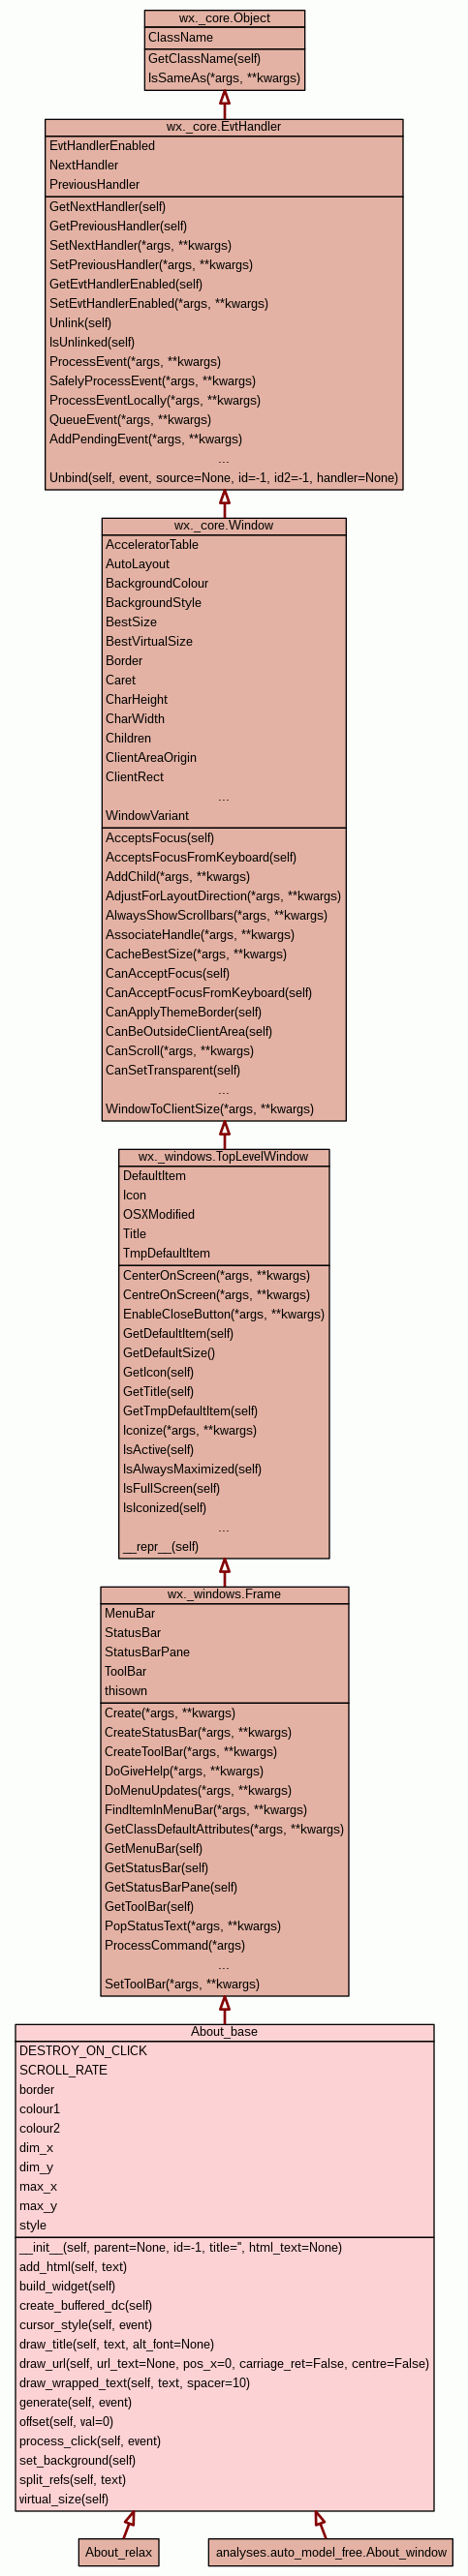 wx._core.Object
ClassName
GetClassName(self)
IsSameAs(*args, **kwargs)
wx._core.EvtHandler
EvtHandlerEnabled
NextHandler
PreviousHandler
GetNextHandler(self)
GetPreviousHandler(self)
SetNextHandler(*args, **kwargs)
SetPreviousHandler(*args, **kwargs)
GetEvtHandlerEnabled(self)
SetEvtHandlerEnabled(*args, **kwargs)
Unlink(self)
IsUnlinked(self)
ProcessEvent(*args, **kwargs)
SafelyProcessEvent(*args, **kwargs)
ProcessEventLocally(*args, **kwargs)
QueueEvent(*args, **kwargs)
AddPendingEvent(*args, **kwargs)
...
Unbind(self, event, source=None, id=-1, id2=-1, handler=None)
wx._core.Window
AcceleratorTable
AutoLayout
BackgroundColour
BackgroundStyle
BestSize
BestVirtualSize
Border
Caret
CharHeight
CharWidth
Children
ClientAreaOrigin
ClientRect
...
WindowVariant
AcceptsFocus(self)
AcceptsFocusFromKeyboard(self)
AddChild(*args, **kwargs)
AdjustForLayoutDirection(*args, **kwargs)
AlwaysShowScrollbars(*args, **kwargs)
AssociateHandle(*args, **kwargs)
CacheBestSize(*args, **kwargs)
CanAcceptFocus(self)
CanAcceptFocusFromKeyboard(self)
CanApplyThemeBorder(self)
CanBeOutsideClientArea(self)
CanScroll(*args, **kwargs)
CanSetTransparent(self)
...
WindowToClientSize(*args, **kwargs)
wx._windows.TopLevelWindow
DefaultItem
Icon
OSXModified
Title
TmpDefaultItem
CenterOnScreen(*args, **kwargs)
CentreOnScreen(*args, **kwargs)
EnableCloseButton(*args, **kwargs)
GetDefaultItem(self)
GetDefaultSize()
GetIcon(self)
GetTitle(self)
GetTmpDefaultItem(self)
Iconize(*args, **kwargs)
IsActive(self)
IsAlwaysMaximized(self)
IsFullScreen(self)
IsIconized(self)
...
__repr__(self)
wx._windows.Frame
MenuBar
StatusBar
StatusBarPane
ToolBar
thisown
Create(*args, **kwargs)
CreateStatusBar(*args, **kwargs)
CreateToolBar(*args, **kwargs)
DoGiveHelp(*args, **kwargs)
DoMenuUpdates(*args, **kwargs)
FindItemInMenuBar(*args, **kwargs)
GetClassDefaultAttributes(*args, **kwargs)
GetMenuBar(self)
GetStatusBar(self)
GetStatusBarPane(self)
GetToolBar(self)
PopStatusText(*args, **kwargs)
ProcessCommand(*args)
...
SetToolBar(*args, **kwargs)
About_base
DESTROY_ON_CLICK
SCROLL_RATE
border
colour1
colour2
dim_x
dim_y
max_x
max_y
style
__init__(self, parent=None, id=-1, title='', html_text=None)
add_html(self, text)
build_widget(self)
create_buffered_dc(self)
cursor_style(self, event)
draw_title(self, text, alt_font=None)
draw_url(self, url_text=None, pos_x=0, carriage_ret=False, centre=False)
draw_wrapped_text(self, text, spacer=10)
generate(self, event)
offset(self, val=0)
process_click(self, event)
set_background(self)
split_refs(self, text)
virtual_size(self)
About_relax
analyses.auto_model_free.About_window